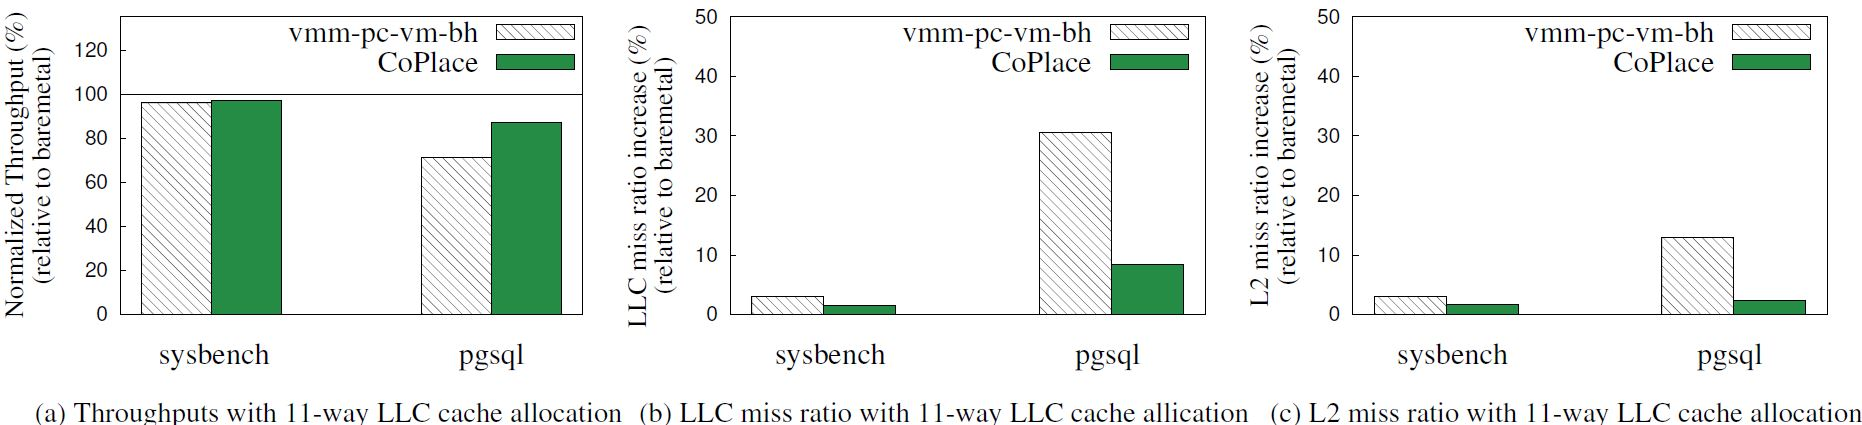 Normalized Throughput (%)
(relative to baremetal)
120
100
80
60
40
20
0
vmm-pc-vm-bh
CoPlace
sysbench
pgsql
(a) Throughputs with 11-way LLC cache allocation
LLC miss ratio increase (%)
(relative to baremetal)
50
40
30
20
10
0
vmm-pc-vm-bh
CoPlace
sysbench
pgsql
(b) LLC miss ratio with 11-way LLC cache allication
L2 miss ratio increase (%)
(relative to baremetal)
50
40
30
20
10
0
vmm-pc-vm-bh
CoPlace
sysbench
pgsql
(c) L2 miss ratio with 11-way LLC cache allocation